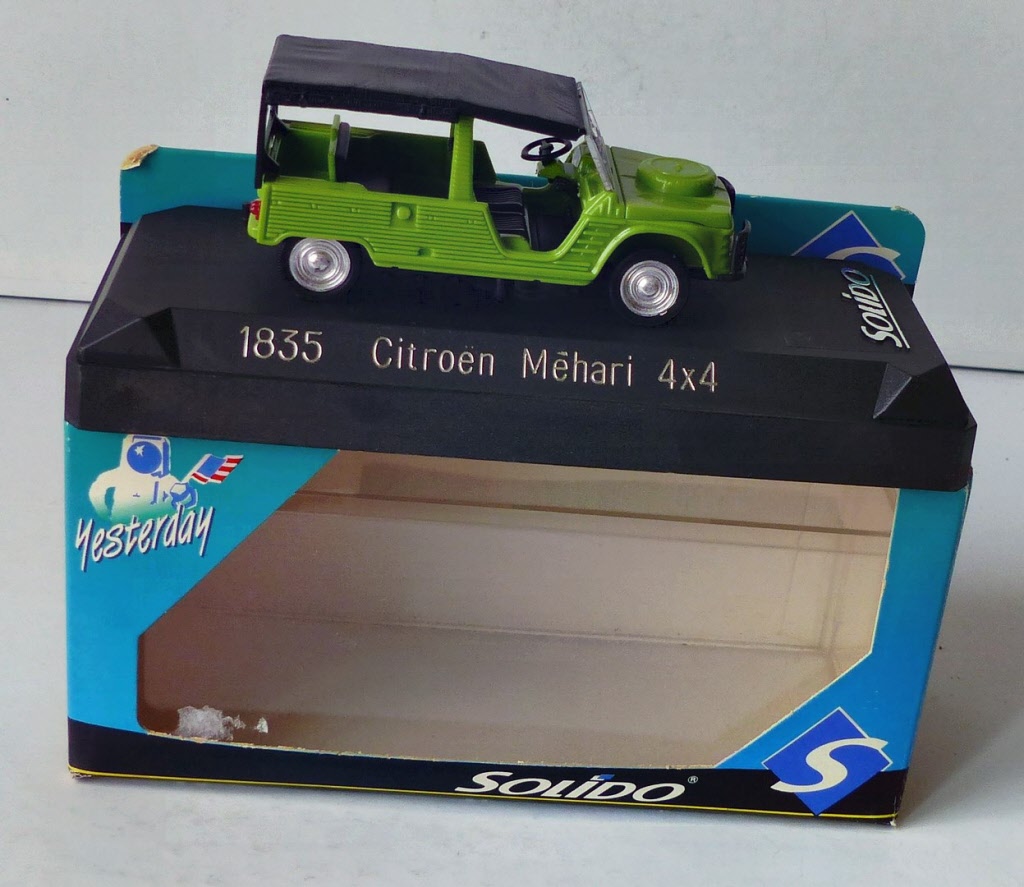 SOLIDO
1835 Citroën Méhari 4x4
Yesterday
S
SOLIDO®